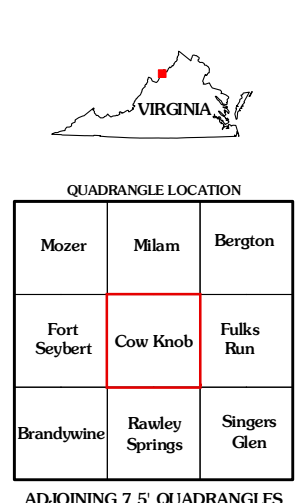 VIRGINIA
QUADRANGLE LOCATION
Mozer Milam Bergton
Fort Seybert Cow Knob Fulks Run
Brandywine Rawley Springs Singers Glen
ADJOINING 7.5' QUADRANGLES